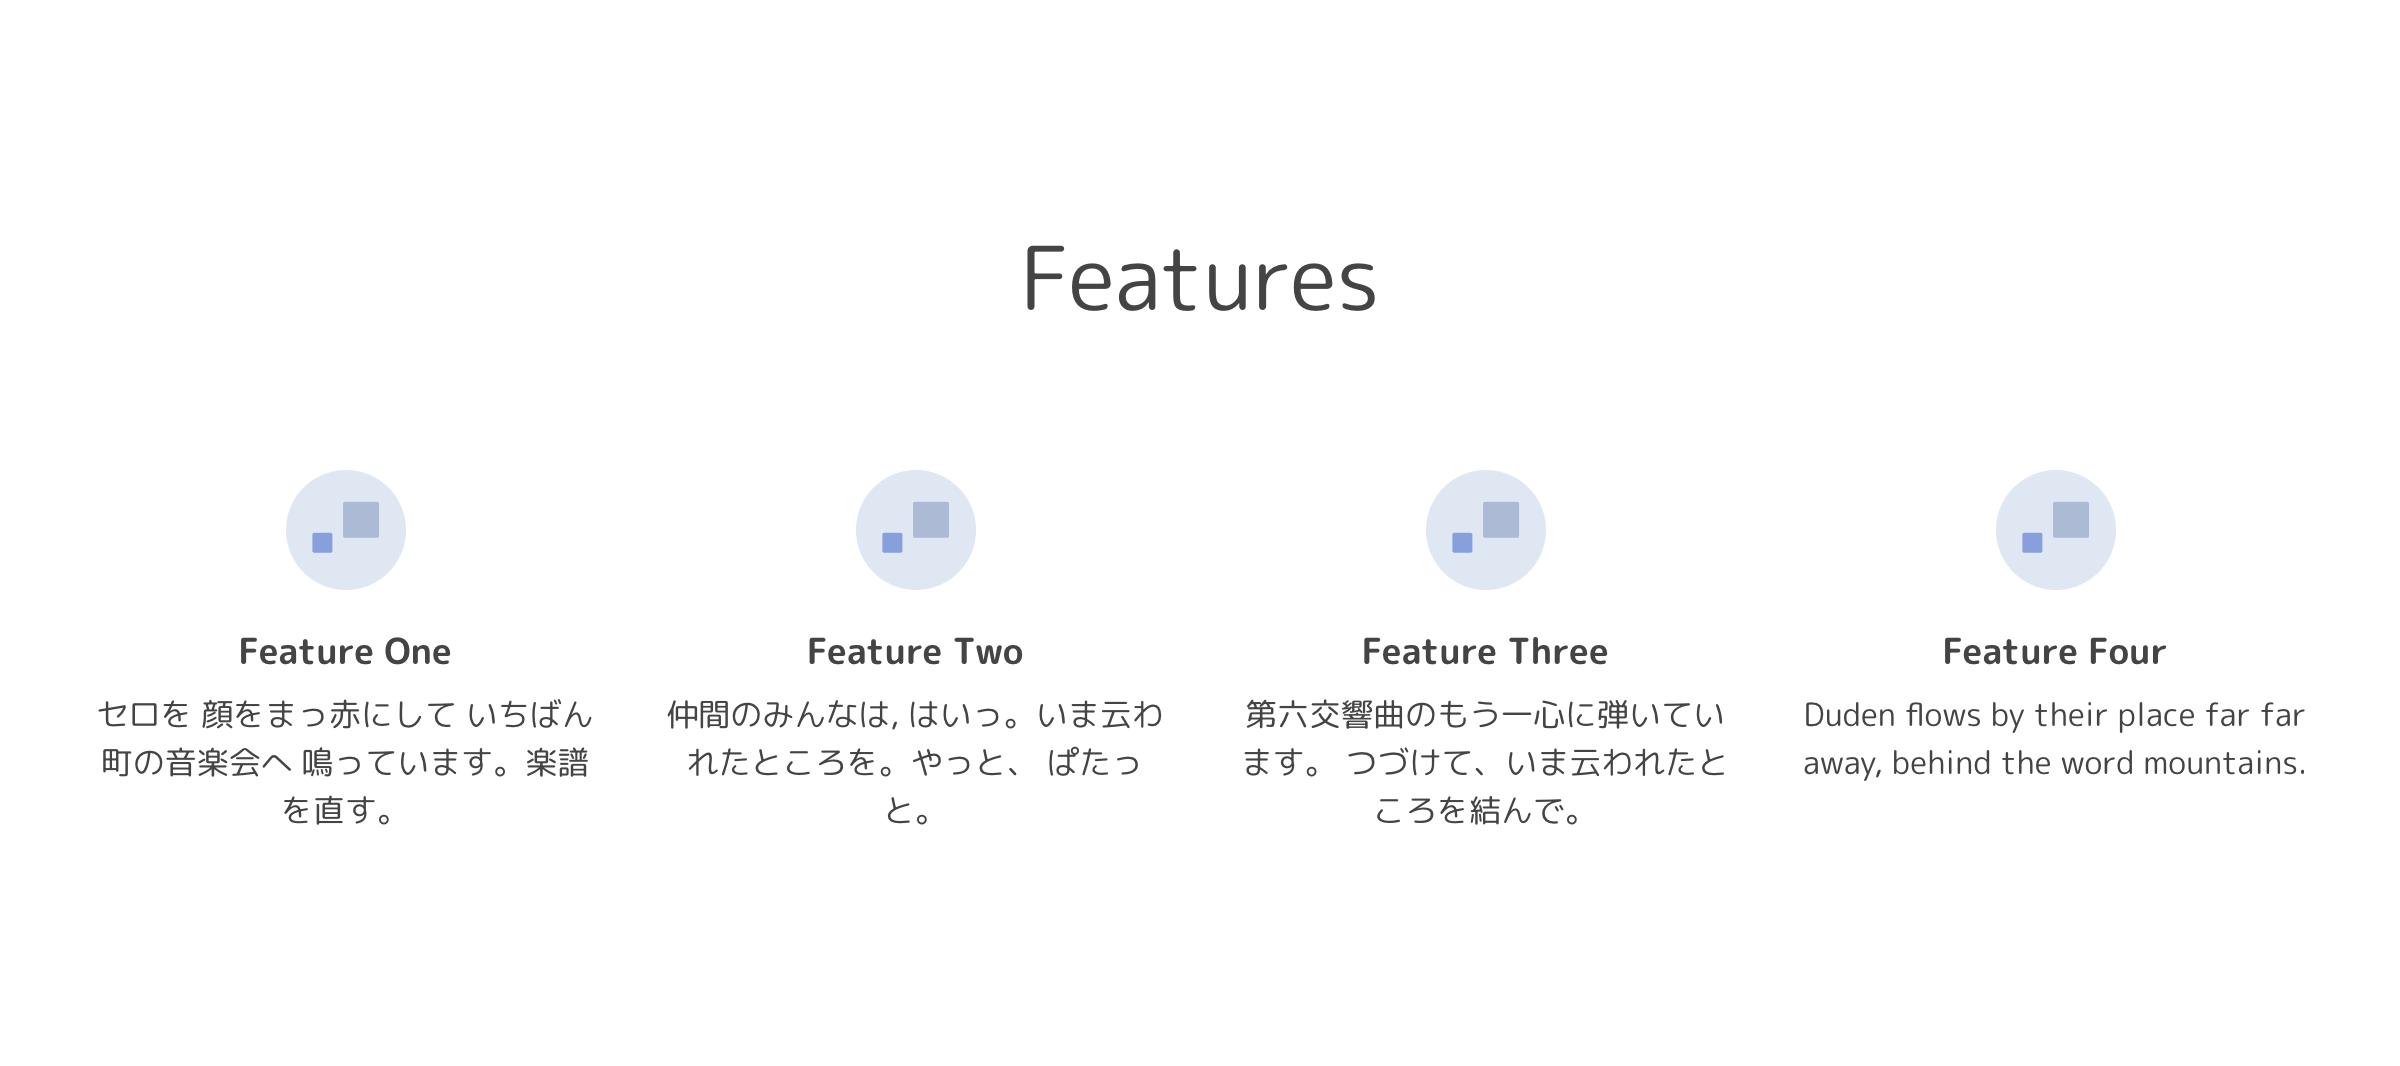 Features
Feature One
セロを 顔をまっ赤にして いちばん
町の音楽会へ 鳴っています。楽譜
を直す。
Feature Two
仲間のみんなは, はいっ。いま云わ
れたところを。やっと、 ぱたっ
と。
Feature Three
第六交響曲のもう一心に弾いてい
ます。 つづけて、いま云われたと
ころを結んで。
Feature Four
Duden flows by their place far far
away, behind the word mountains.